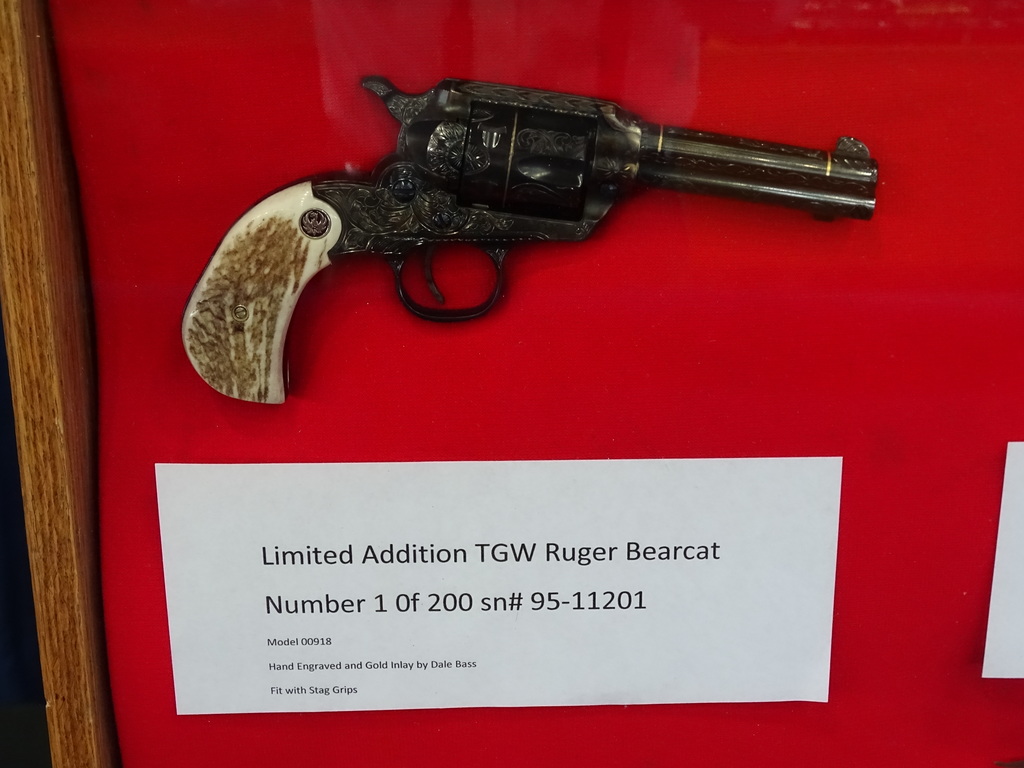 Limited Addition TGW Ruger Bearcat
Number 1 0f 200 sn# 95-11201
Model 00918
Hand Engraved and Gold Inlay by Dale Bass
Fit with Stag Grips